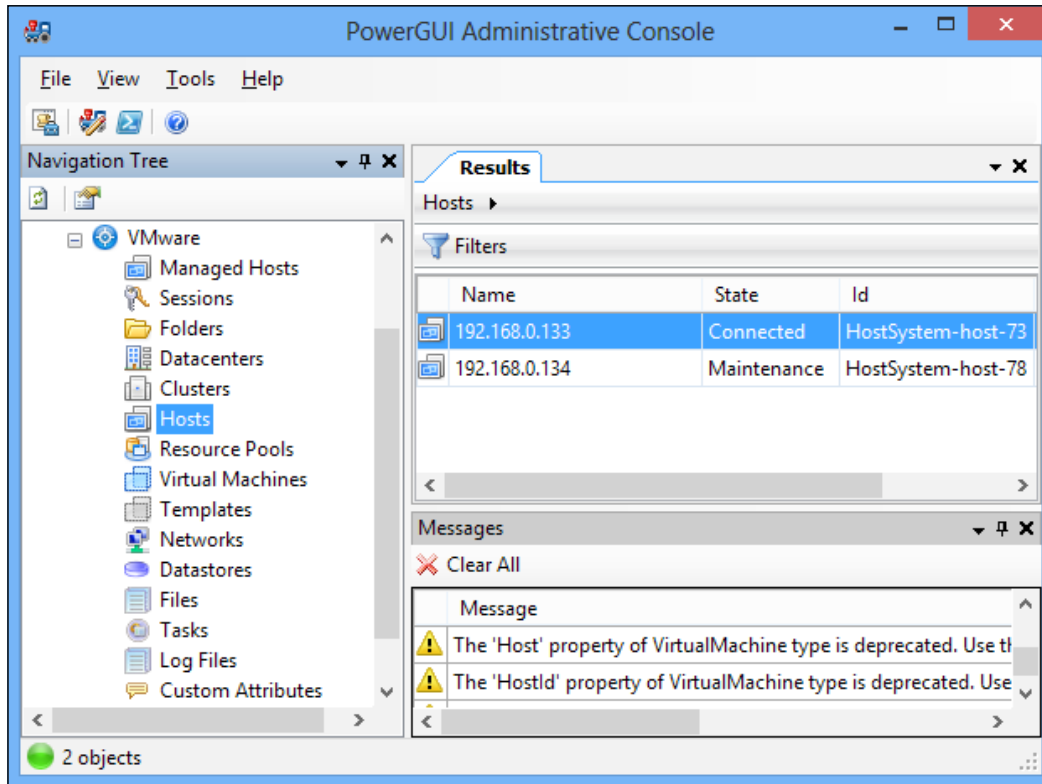 PowerGUI Administrative Console
File View Tools Help
Navigation Tree
VMware
Managed Hosts
Sessions
Folders
Datacenters
Clusters
Hosts
Resource Pools
Virtual Machines
Templates
Networks
Datastores
Files
Tasks
Log Files
Custom Attributes
Results
Hosts
Filters
Name State Id
192.168.0.133 Connected HostSystem-host-73
192.168.0.134 Maintenance HostSystem-host-78
Messages
Clear All
Message
The 'Host' property of VirtualMachine type is deprecated. Use
The 'HostId' property of VirtualMachine type is deprecated. Use
2 objects